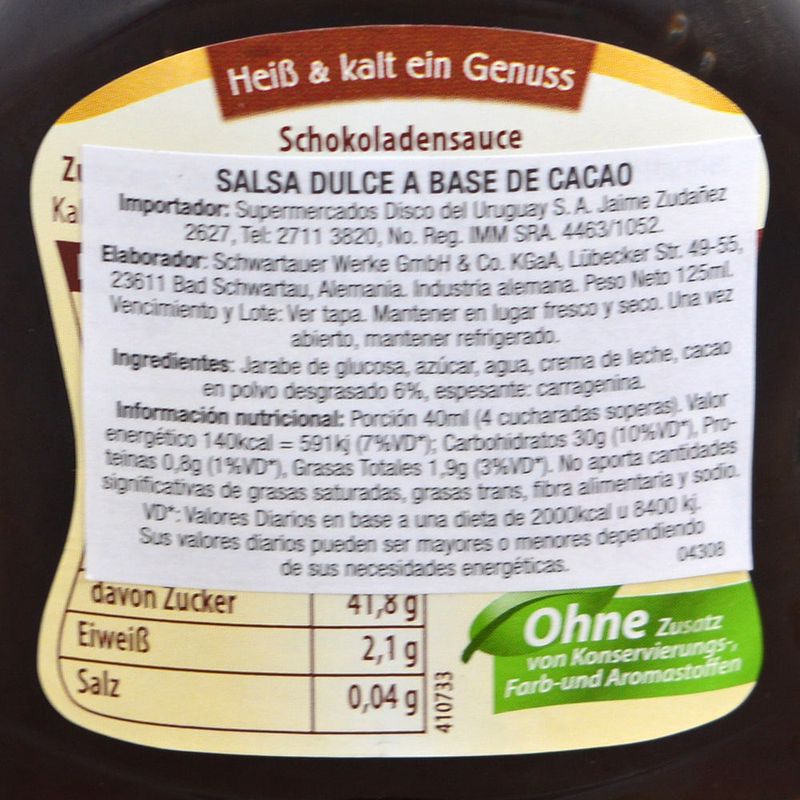 Heiß & kalt ein Genuss
Schokoladensauce
SALSA DULCE A BASE DE CACAO
Importador: Supermercados Disco del Uruguay S. A. Jaime Zudañez
2627, Tel: 2711 3820, No. Reg. IMM SRA. 4463/1052.
Elaborador: Schwartauer Werke GmbH & Co. KGaA, Lübecker Str. 49-55,
23611 Bad Schwartau, Alemania. Industria alemana. Peso Neto 125ml.
Vencimiento y Lote: Ver tapa. Mantener en lugar fresco y seco. Una vez
abierto, mantener refrigerado.
Ingredientes: Jarabe de glucosa, azúcar, agua, crema de leche, cacao
en polvo desgrasado 6%, espesante: carragenina.
Información nutricional: Porción 40ml (4 cucharadas soperas). Valor
energético 140kcal = 591kj (7%VD*); Carbohidratos 30g (10%VD*), Pro-
teinas 0,8g (1%VD*), Grasas Totales 1,9g (3%VD*). No aporta cantidades
significativas de grasas saturadas, grasas trans, fibra alimentaria y sodio.
VD*: Valores Diarios en base a una dieta de 2000kcal u 8400 kj.
Sus valores diarios pueden ser mayores o menores dependiendo
de sus necesidades energéticas.
04308
davon Zucker 41,8 g
Eiweiß 2,1 g
Salz 0,04 g
410733
Ohne Zusatz
von Konservierungs-,
Farb-und Aromastoffen